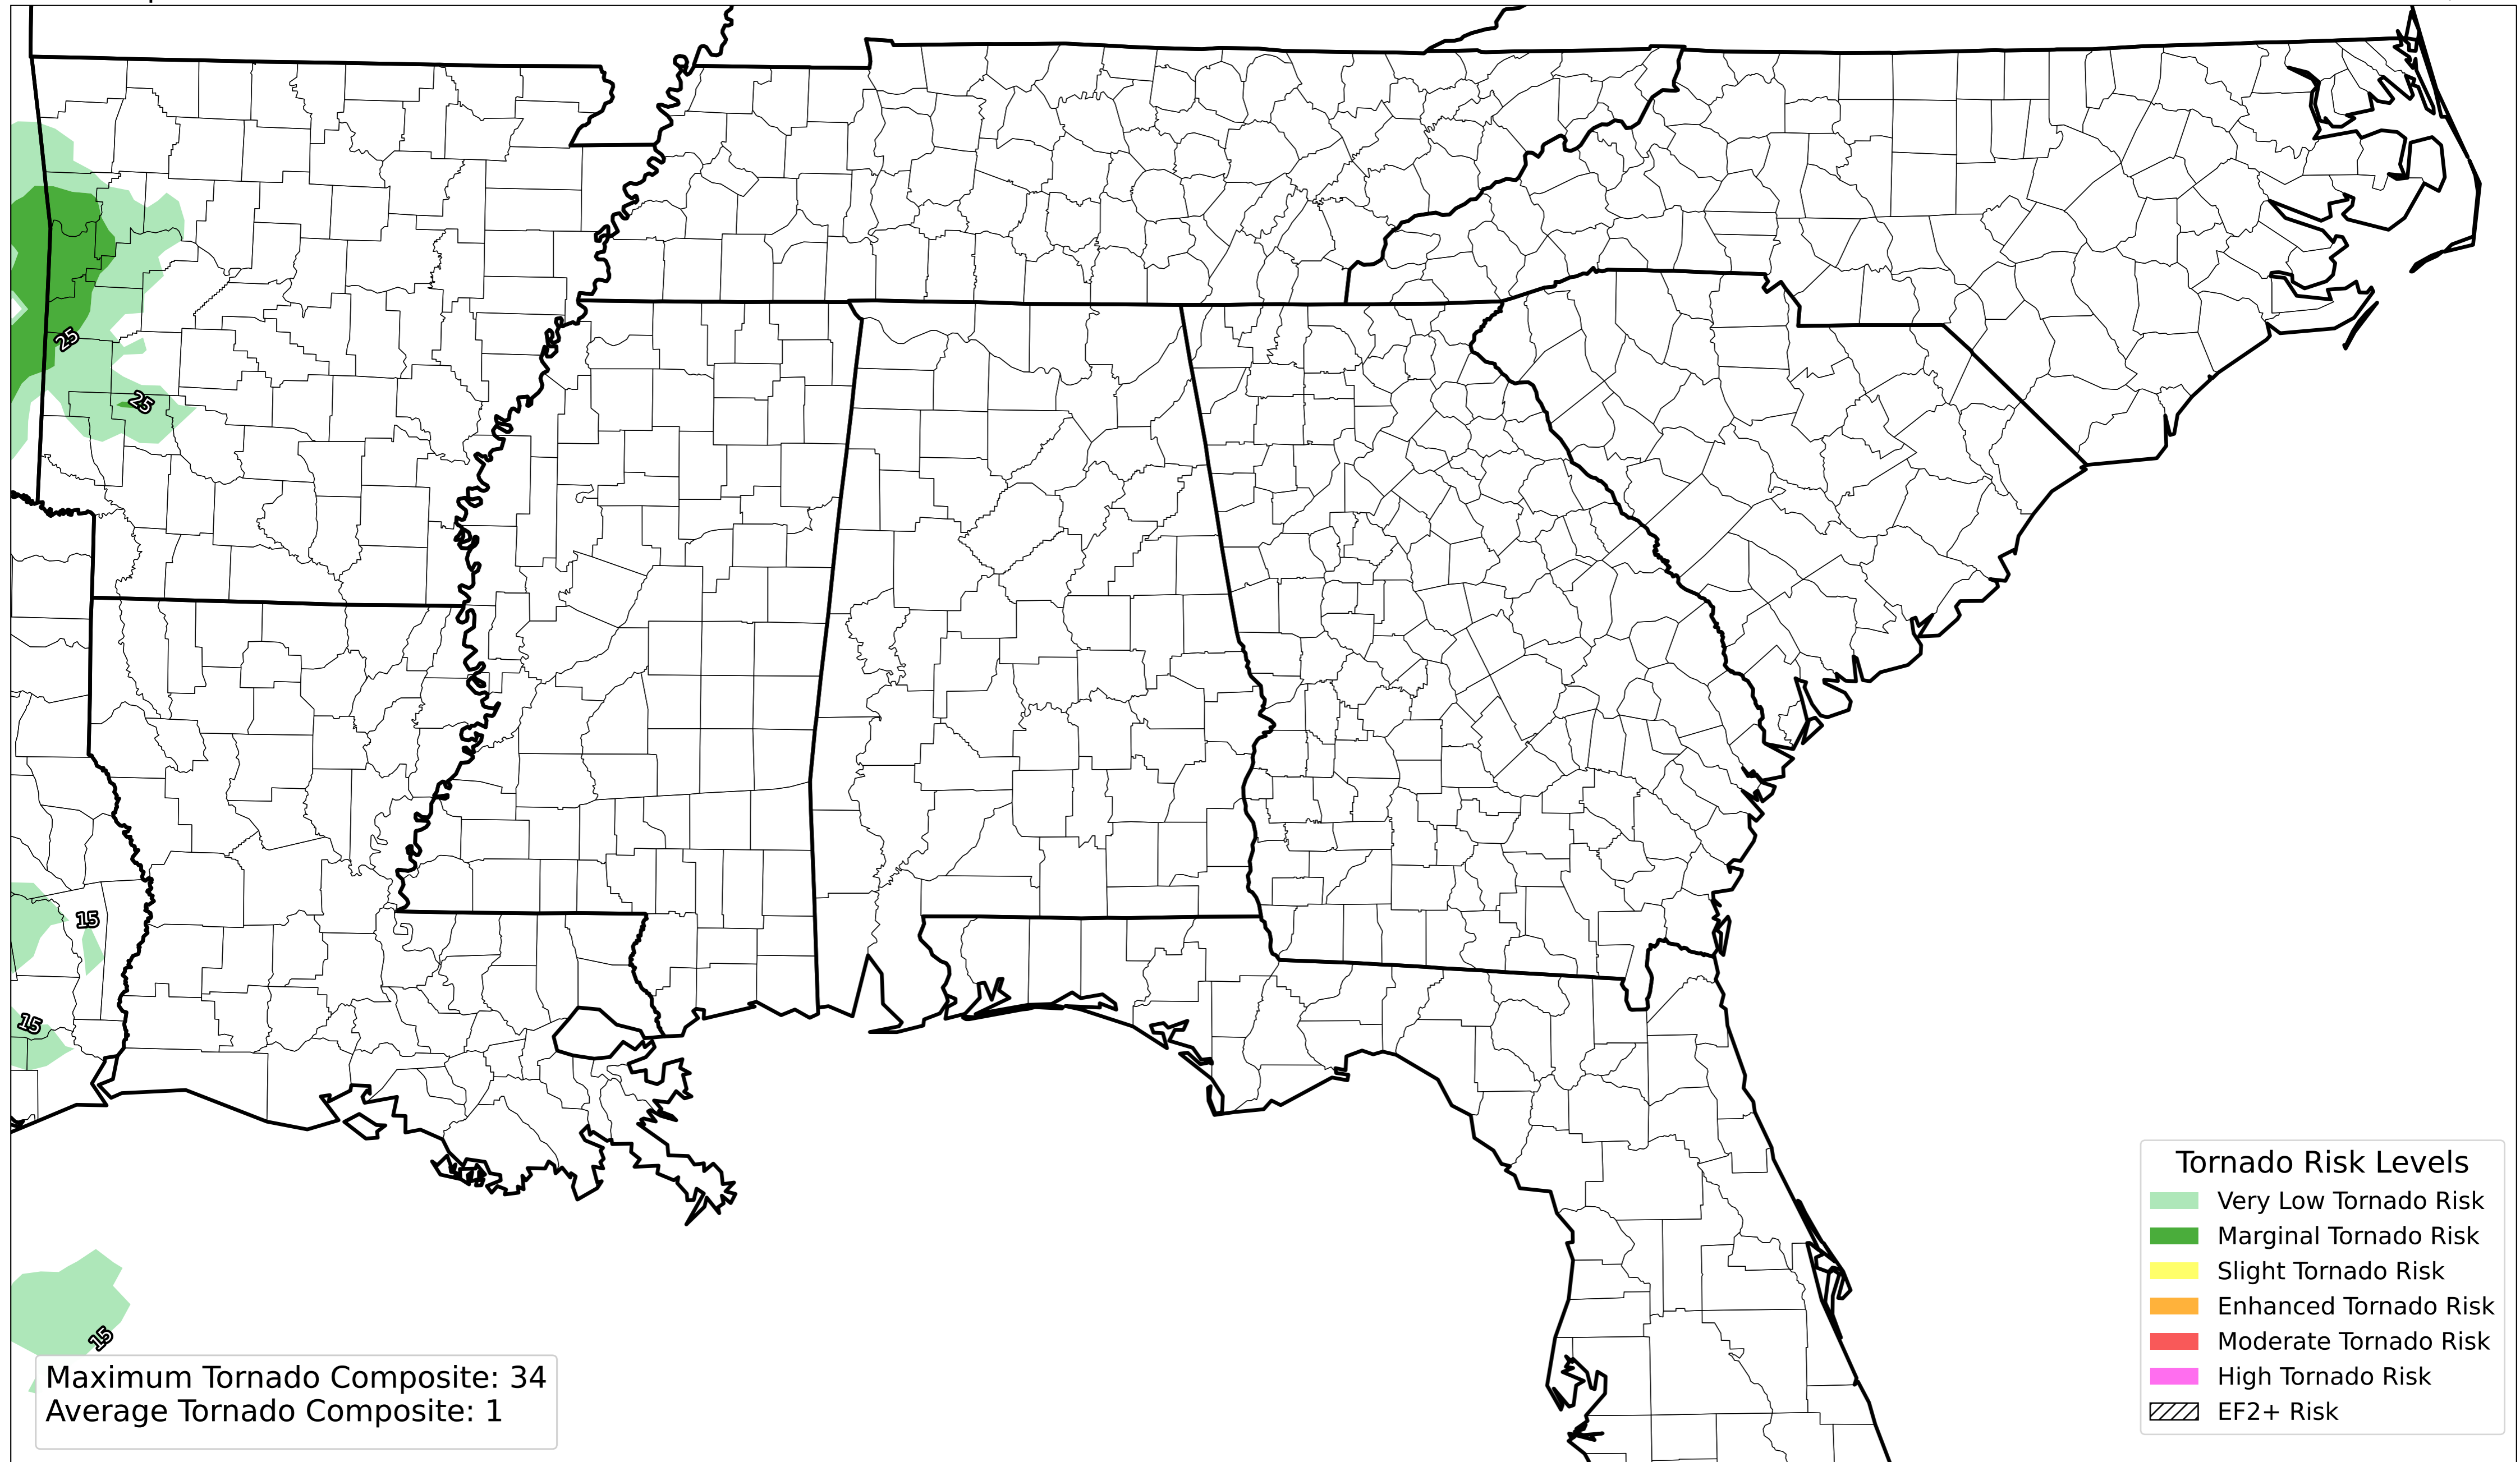 25
25
15
15
15
Maximum Tornado Composite: 34
Average Tornado Composite: 1
Tornado Risk Levels
Very Low Tornado Risk
Marginal Tornado Risk
Slight Tornado Risk
Enhanced Tornado Risk
Moderate Tornado Risk
High Tornado Risk
EF2+ Risk